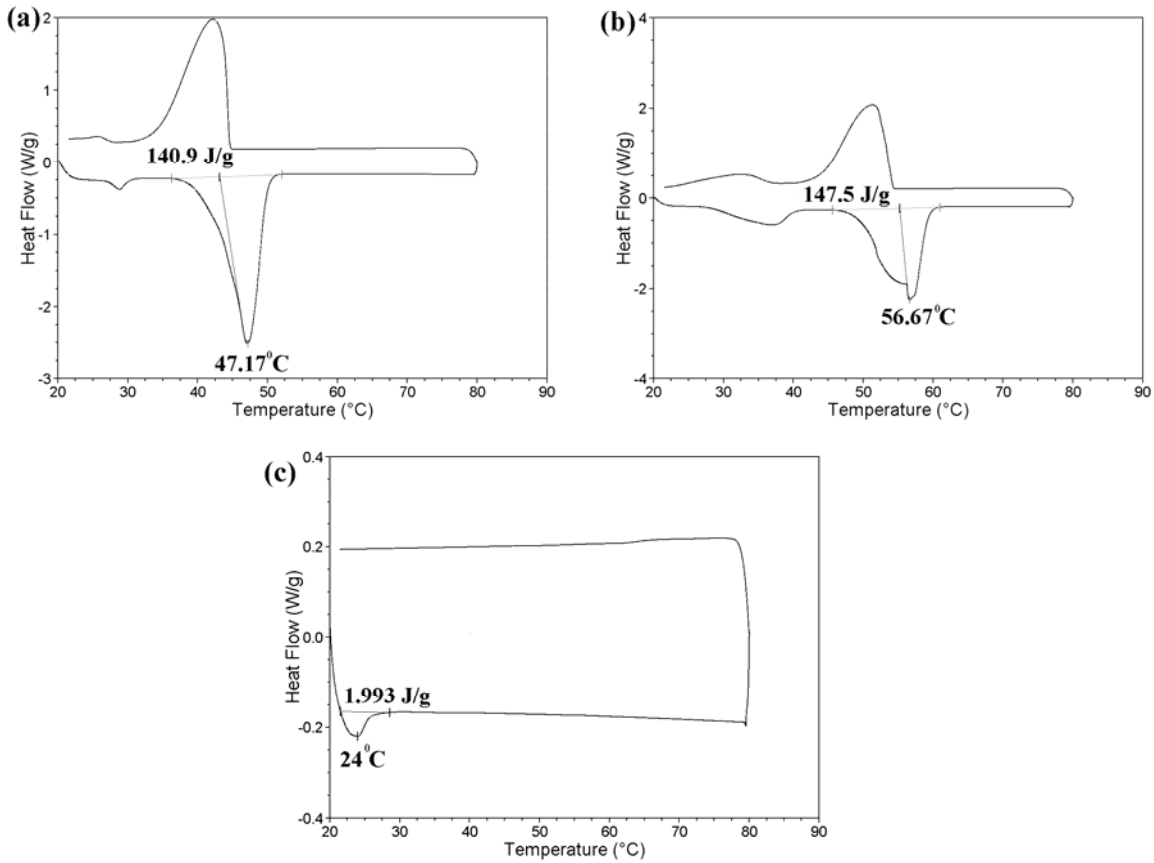 (a)
2
1
0
-1
-2
-3
Heat Flow (W/g)
140.9 J/g
47.17⁰C
20 30 40 50 60 70 80 90
Temperature (°C)
(b)
4
2
0
-2
-4
Heat Flow (W/g)
147.5 J/g
56.67⁰C
20 30 40 50 60 70 80 90
Temperature (°C)
(c)
0.4
0.2
0.0
-0.2
-0.4
Heat Flow (W/g)
1.993 J/g
24⁰C
20 30 40 50 60 70 80 90
Temperature (°C)